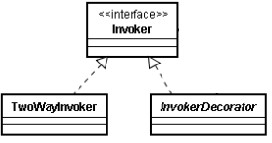 <<interface>>
Invoker
TwoWayInvoker
InvokerDecorator